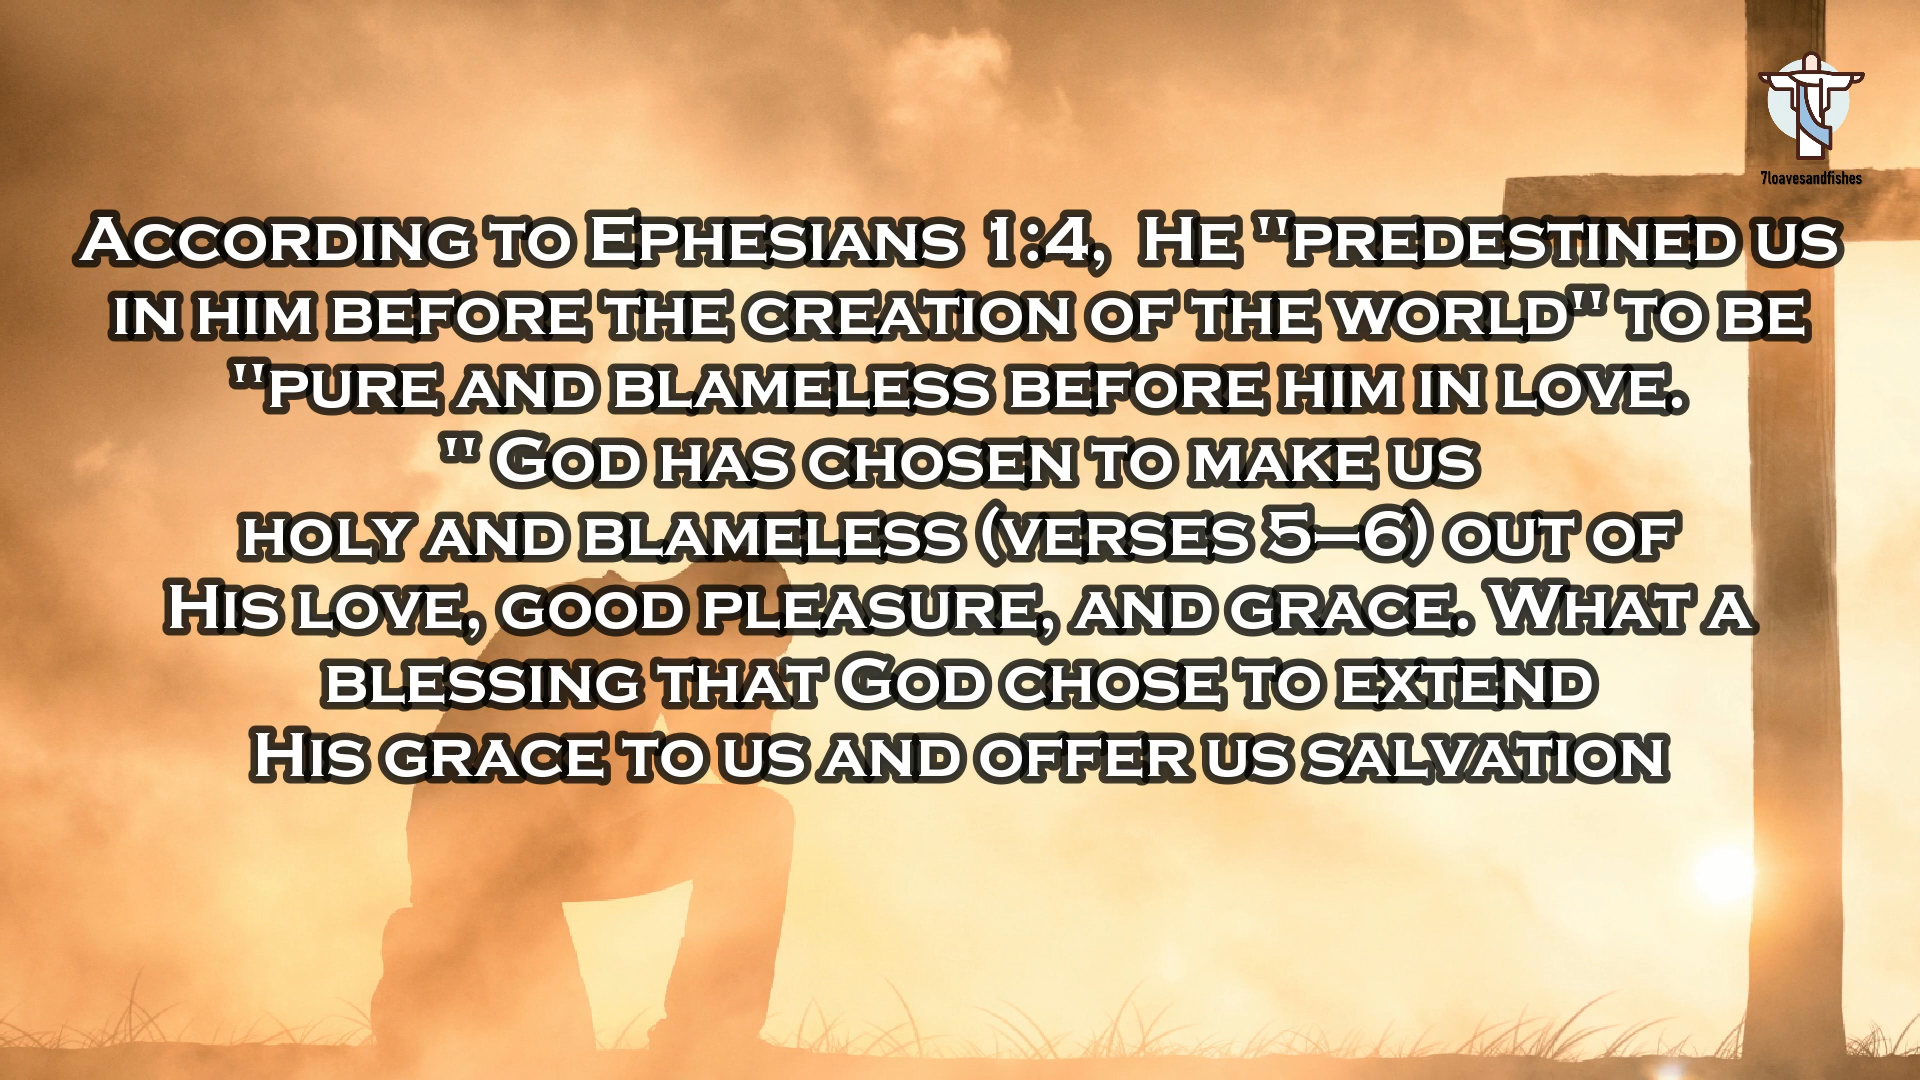 7loavesandfishes
According to Ephesians 1:4, He "predestined us
in him before the creation of the world" to be
"pure and blameless before him in love.
" God has chosen to make us
holy and blameless (verses 5–6) out of
His love, good pleasure, and grace. What a
blessing that God chose to extend
His grace to us and offer us salvation